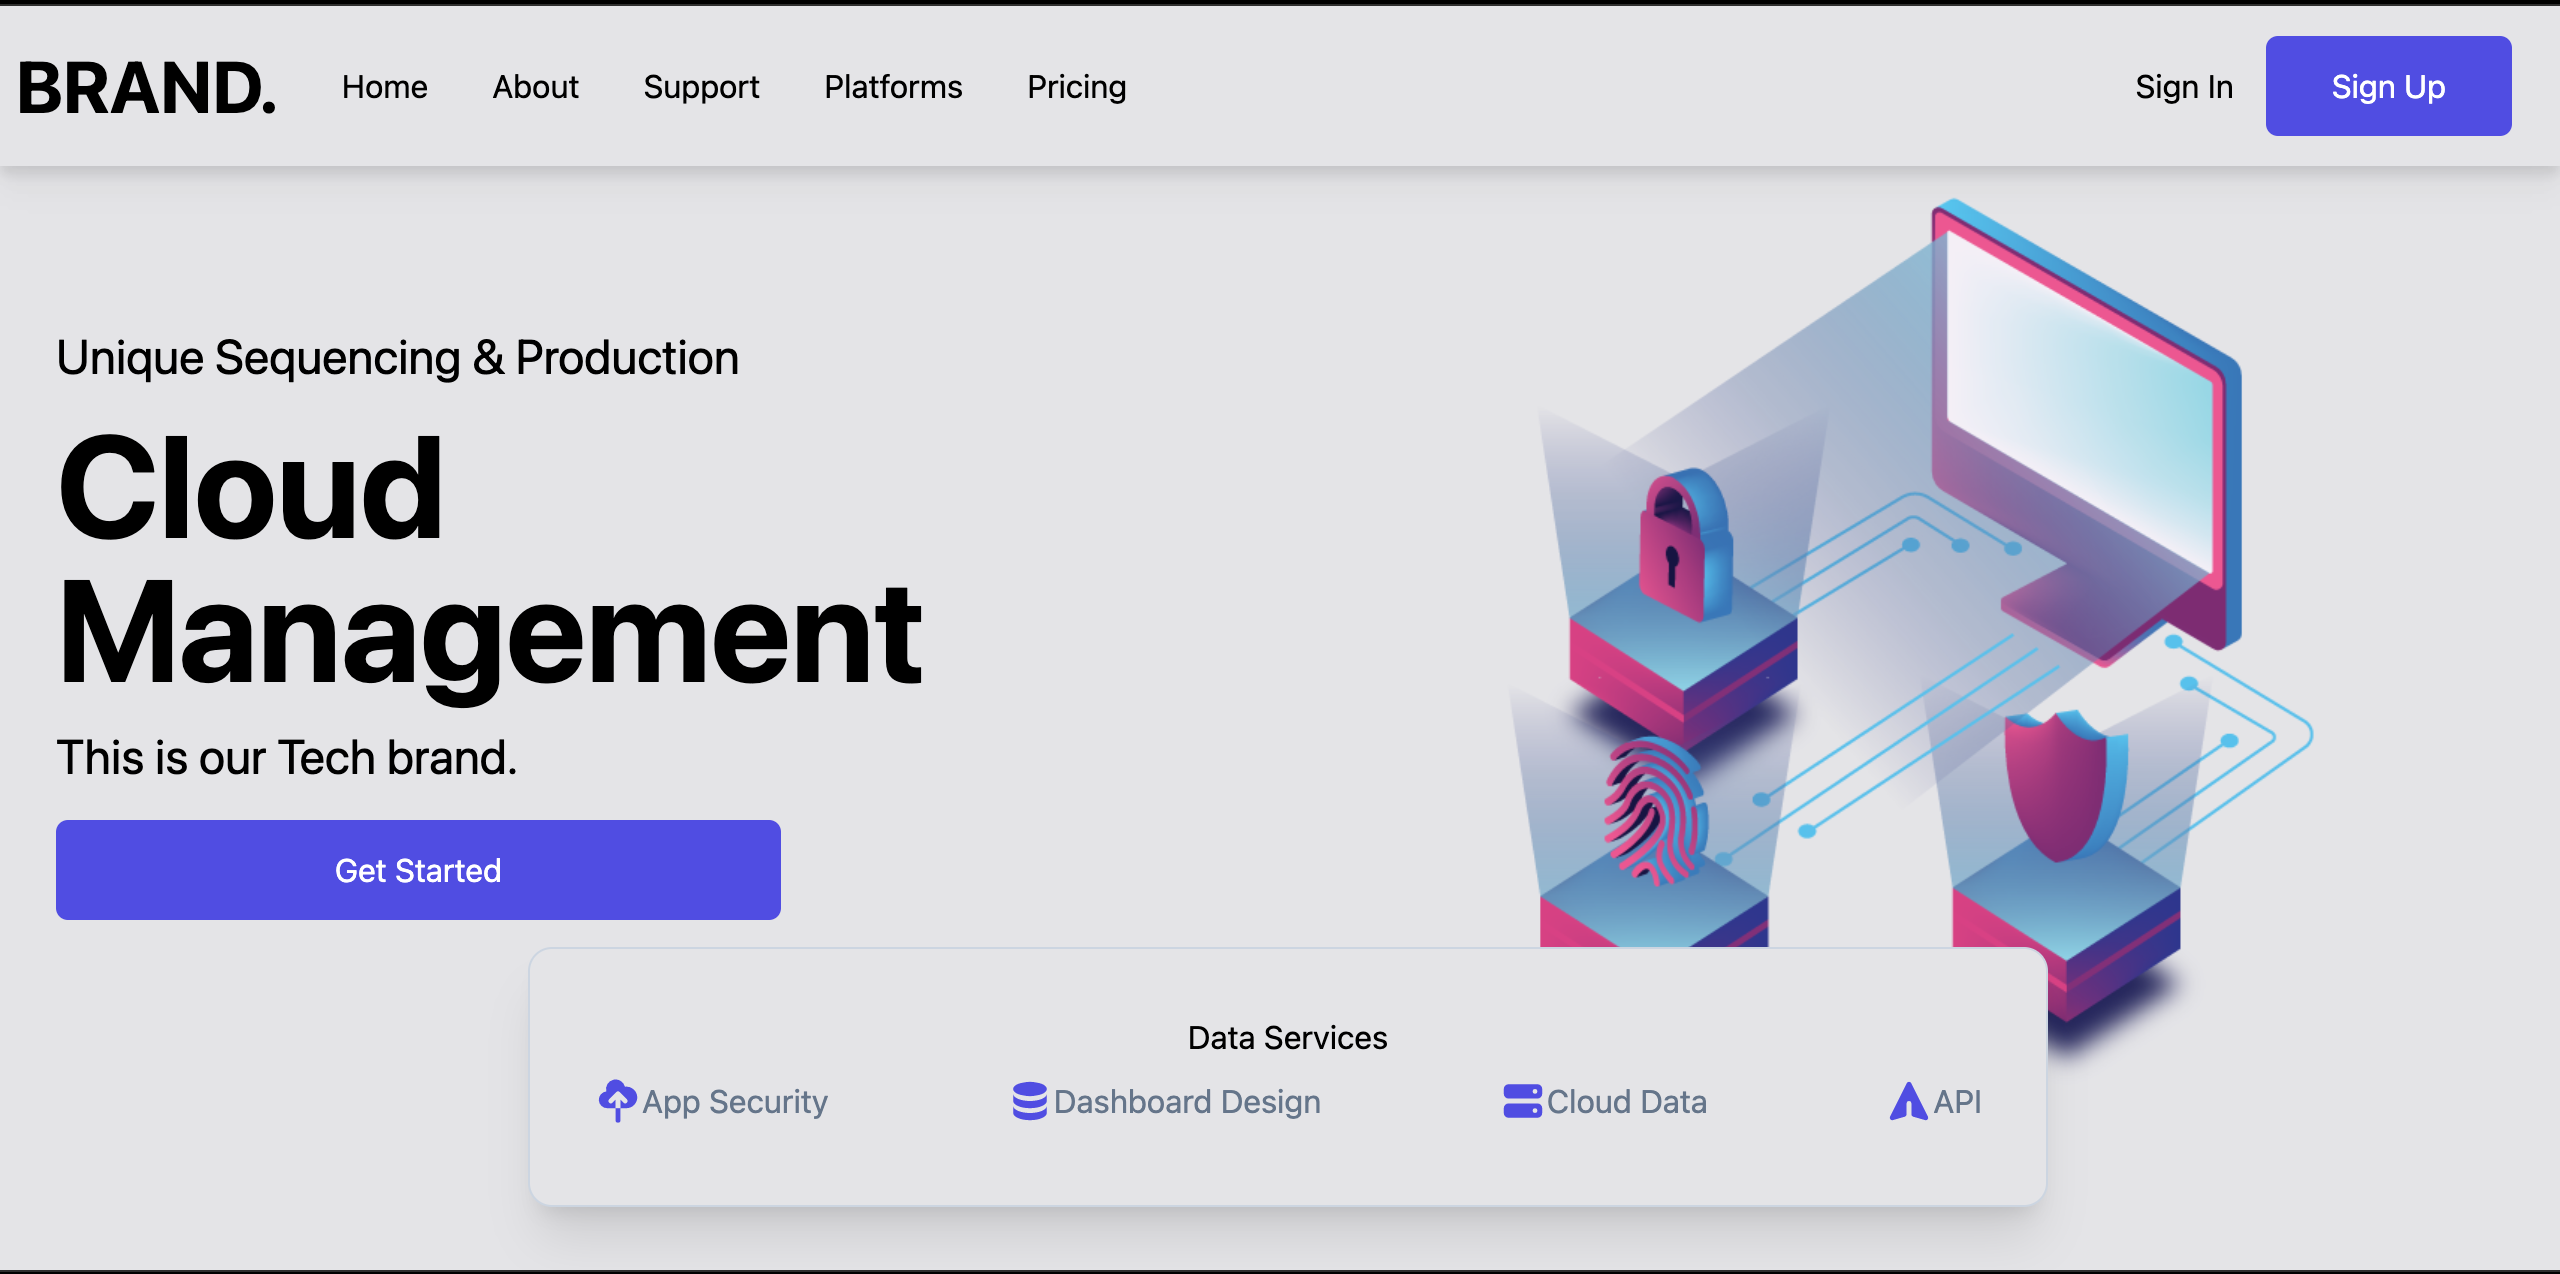 BRAND. Home About Support Platforms Pricing Sign In Sign Up
Unique Sequencing & Production
Cloud
Management
This is our Tech brand.
Get Started
Data Services
App Security Dashboard Design Cloud Data API